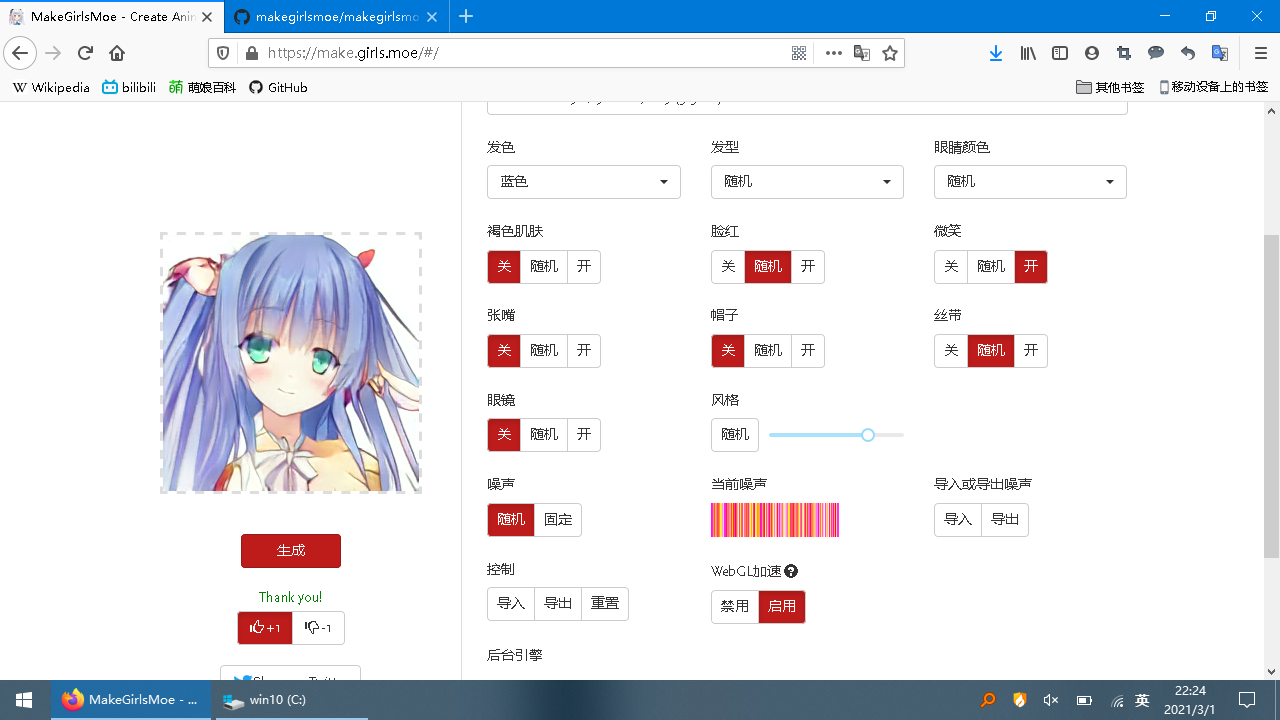 MakeGirlsMoe - Create Anim
makegirlsmoe/makegirlsmo
https://make.girls.moe/#/
Wikipedia
bilibili
萌娘百科
GitHub
其他书签
移动设备上的书签
发色
发型
眼睛颜色
蓝色
随机
随机
褐色肌肤
脸红
微笑
关 随机 开
关 随机 开
关 随机 开
张嘴
帽子
丝带
关 随机 开
关 随机 开
关 随机 开
眼镜
风格
关 随机 开
随机
噪声
当前噪声
导入或导出噪声
随机 固定
导入 导出
控制
WebGL加速
导入 导出 重置
禁用 启用
后台引擎
生成
Thank you!
+1
-1
MakeGirlsMoe - ...
win10 (C:)
英
22:24
2021/3/1